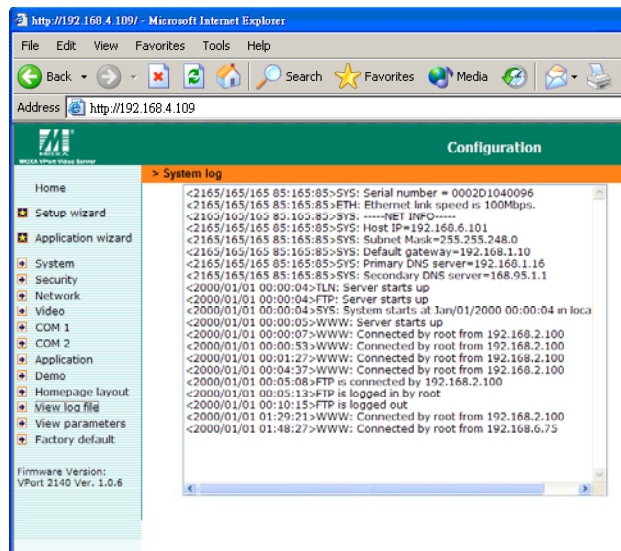 http://192.168.4.109/ - Microsoft Internet Explorer
File Edit View Favorites Tools Help
Back Search Favorites Media
Address http://192.168.4.109
MOXA VPort Video Server
Configuration
> System log
Home
Setup wizard
Application wizard
System
Security
Network
Video
COM 1
COM 2
Application
Demo
Homepage layout
View log file
View parameters
Factory default
Firmware Version:
VPort 2140 Ver. 1.0.6
<2165/165/165 85:165:85>SYS: Serial number = 0002D1040096
<2165/165/165 85:165:85>ETH: Ethernet link speed is 100Mbps.
<2165/165/165 85:165:85>SYS: -----NET INFO-----
<2165/165/165 85:165:85>SYS: Host IP=192.168.6.101
<2165/165/165 85:165:85>SYS: Subnet Mask=255.255.248.0
<2165/165/165 85:165:85>SYS: Default gateway=192.168.1.10
<2165/165/165 85:165:85>SYS: Primary DNS server=192.168.1.16
<2165/165/165 85:165:85>SYS: Secondary DNS server=168.95.1.1
<2000/01/01 00:00:04>TLN: Server starts up
<2000/01/01 00:00:04>FTP: Server starts up
<2000/01/01 00:00:04>SYS: System starts at Jan/01/2000 00:00:04 in loca
<2000/01/01 00:00:05>WWW: Server starts up
<2000/01/01 00:00:07>WWW: Connected by root from 192.168.2.100
<2000/01/01 00:00:53>WWW: Connected by root from 192.168.2.100
<2000/01/01 00:01:27>WWW: Connected by root from 192.168.2.100
<2000/01/01 00:04:37>WWW: Connected by root from 192.168.2.100
<2000/01/01 00:05:08>FTP is connected by 192.168.2.100
<2000/01/01 00:05:13>FTP is logged in by root
<2000/01/01 00:10:15>FTP is logged out
<2000/01/01 01:29:21>WWW: Connected by root from 192.168.2.100
<2000/01/01 01:48:27>WWW: Connected by root from 192.168.6.75